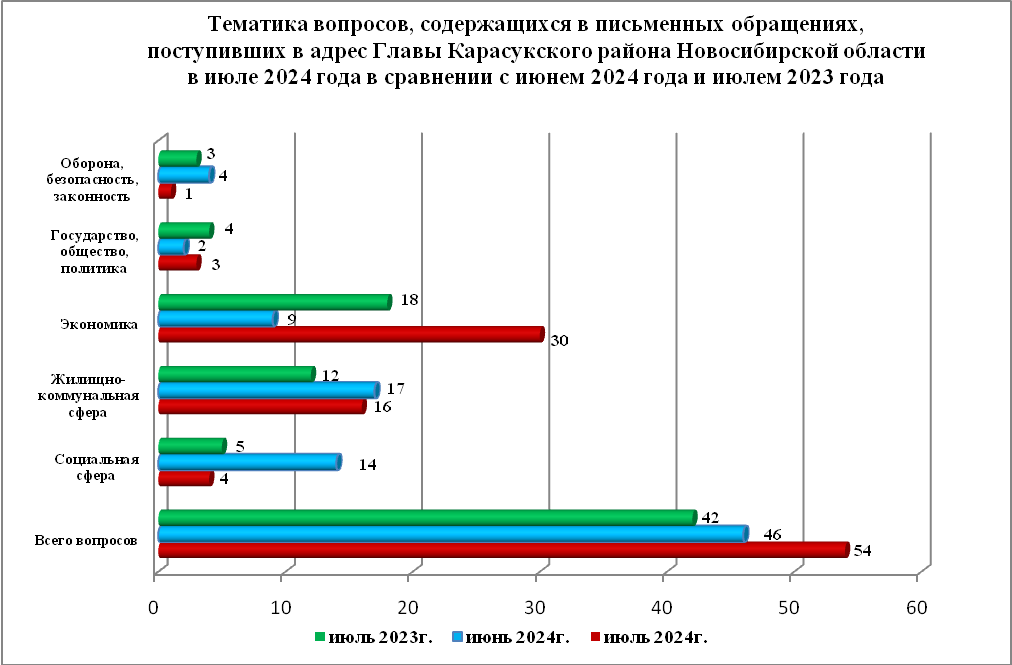 Тематика вопросов, содержащихся в письменных обращениях,
поступивших в адрес Главы Карасукского района Новосибирской области
в июле 2024 года в сравнении с июнем 2024 года и июлем 2023 года
Оборона,
безопасность,
законность
3
4
1
Государство,
общество,
политика
4
2
3
Экономика
18
9
30
Жилищно-
коммунальная
сфера
12
17
16
Социальная
сфера
5
14
4
Всего вопросов
42
46
54
0 10 20 30 40 50 60
июль 2023г. июнь 2024г. июль 2024г.